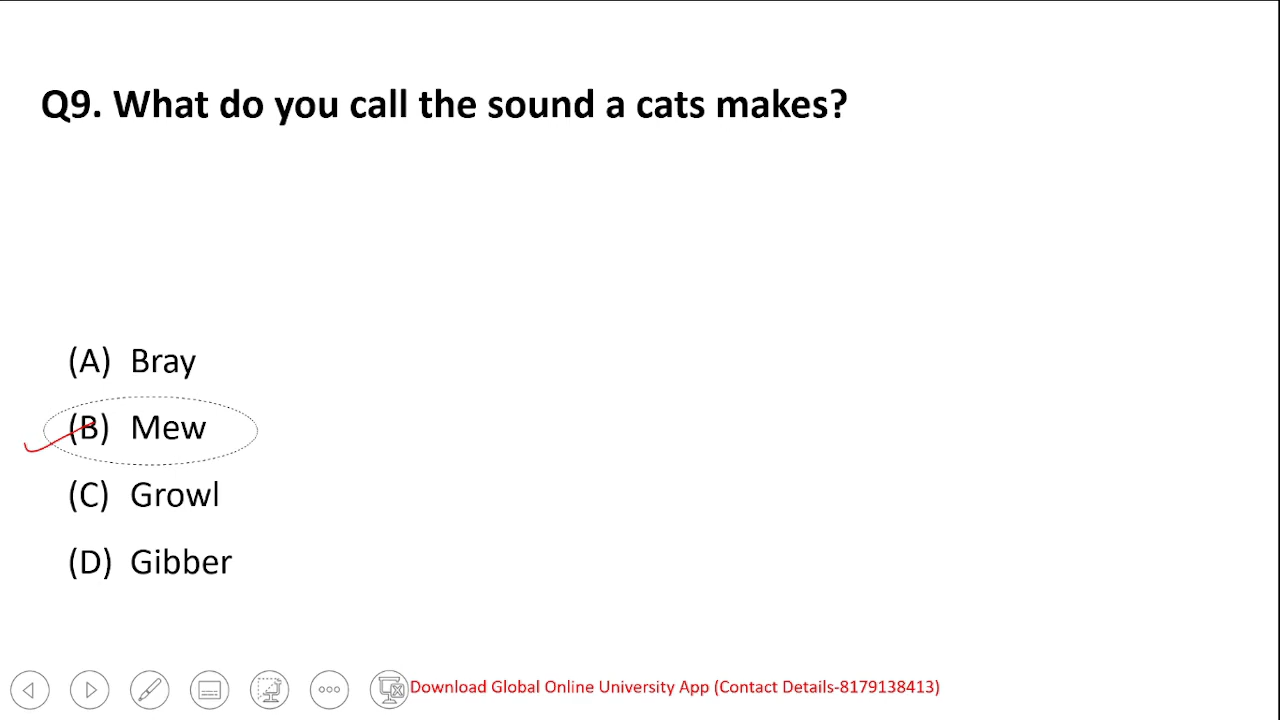 Q9. What do you call the sound a cats makes?
(A) Bray
(B) Mew
(C) Growl
(D) Gibber
Download Global Online University App (Contact Details-8179138413)